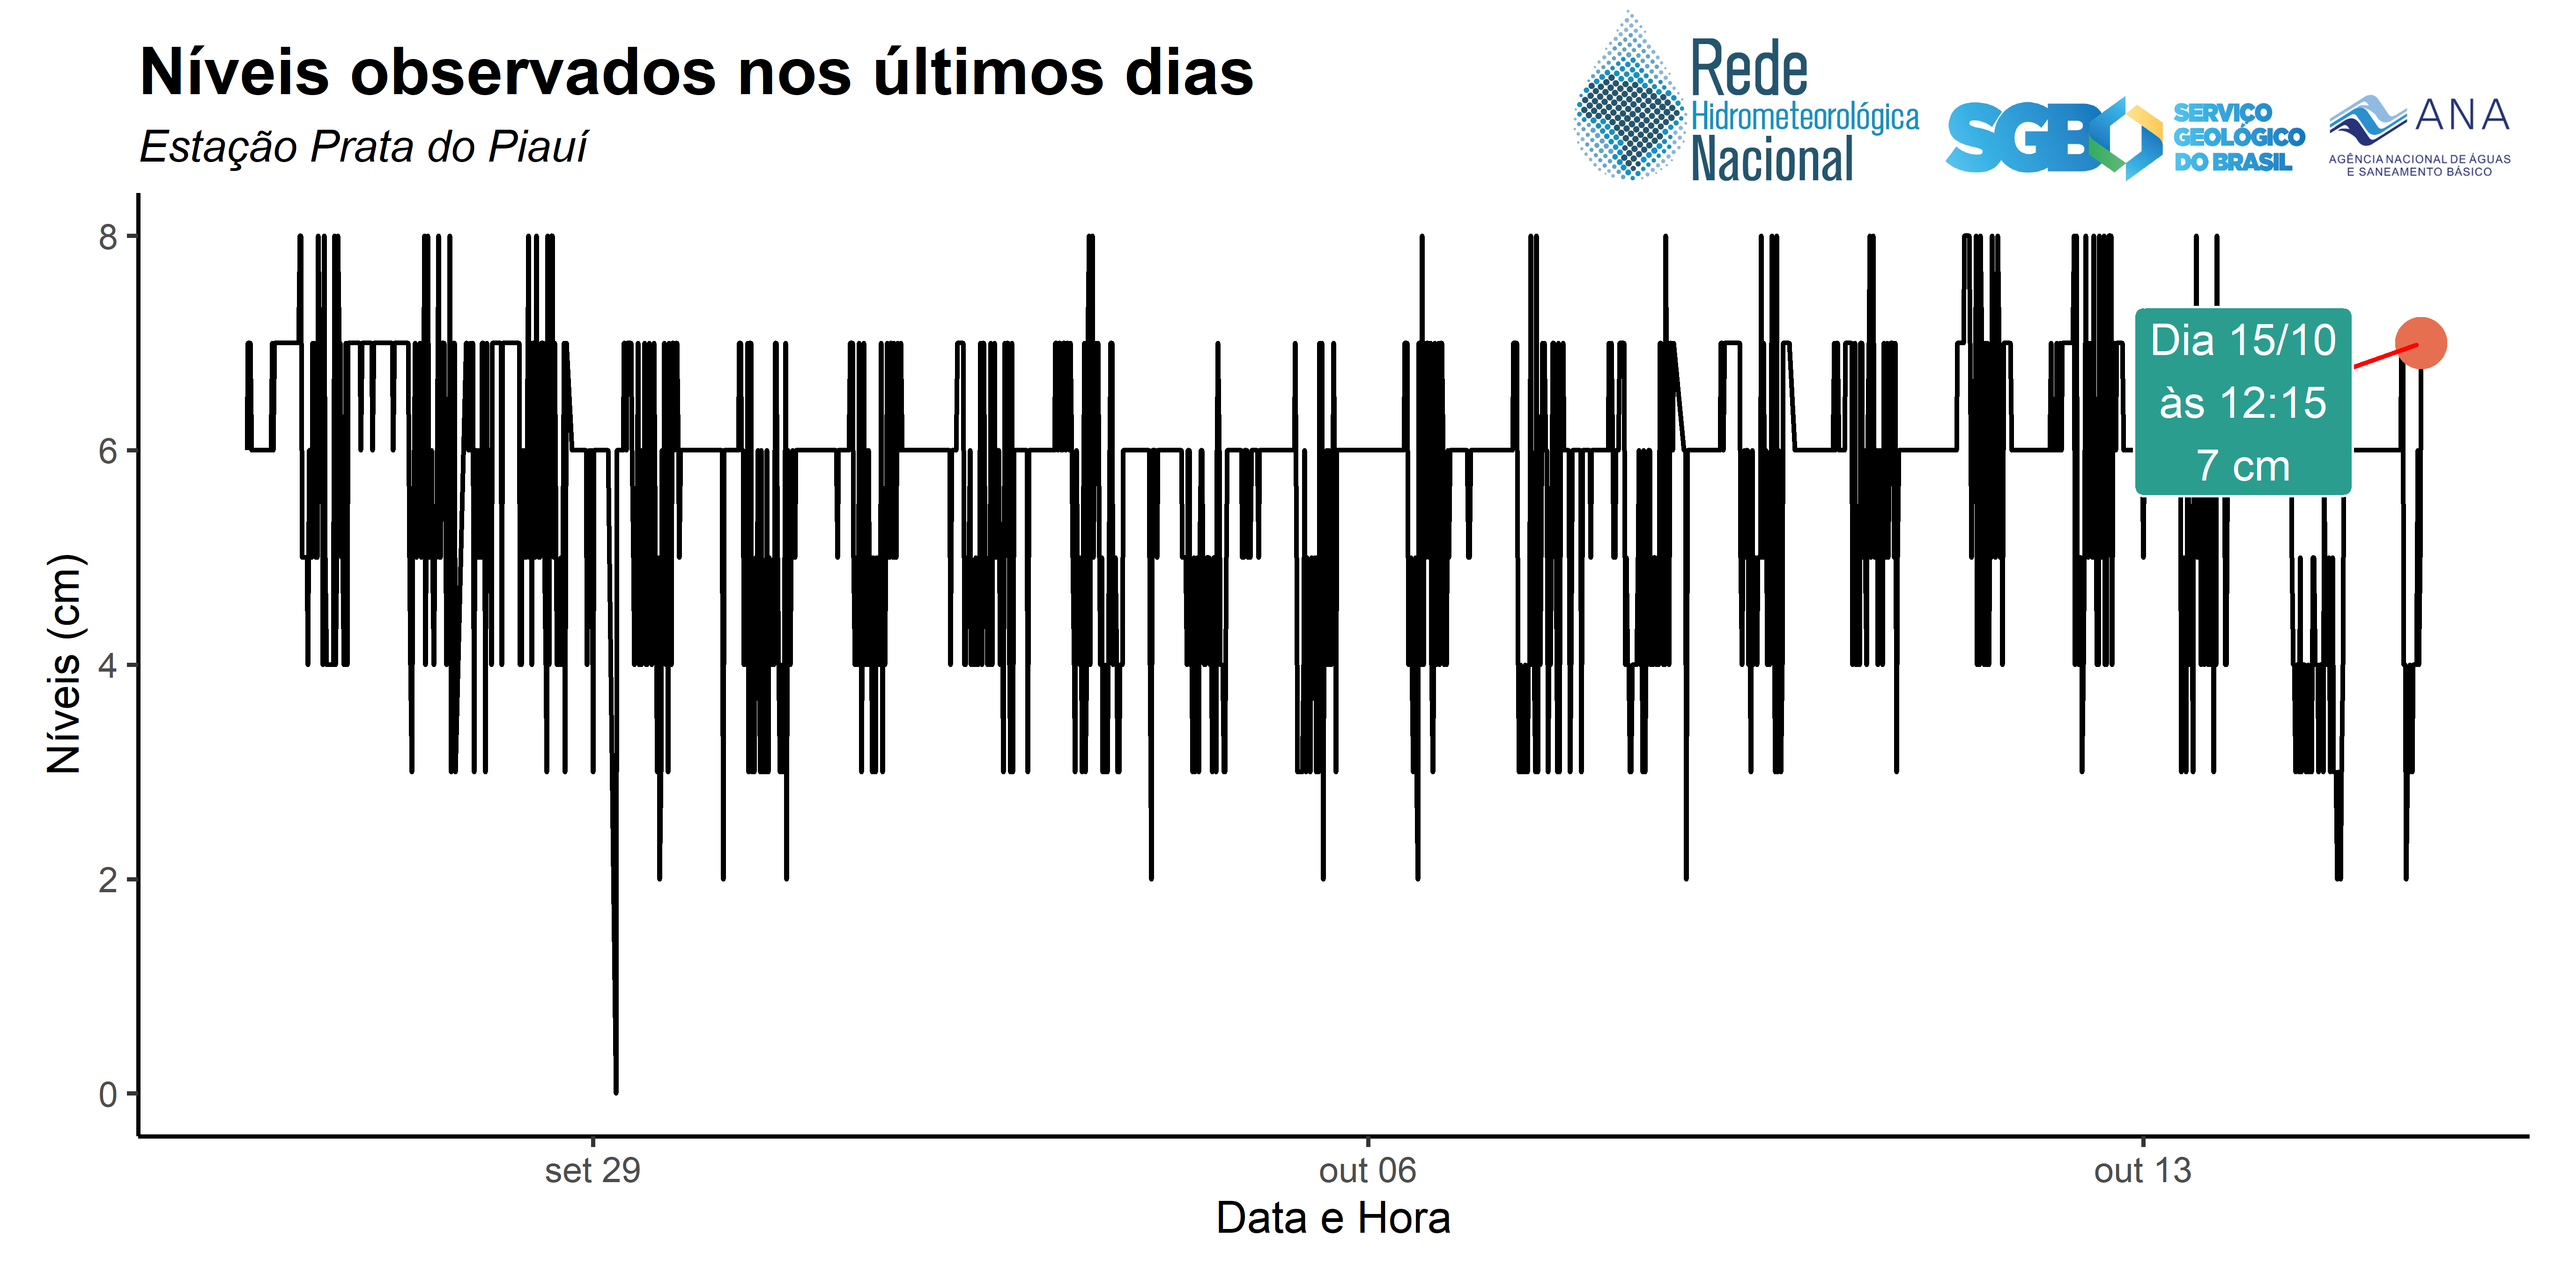 Níveis observados nos últimos dias
Estação Prata do Piauí
Rede
Hidrometeorológica
Nacional
SGB
SERVIÇO
GEOLÓGICO
DO BRASIL
ANA
AGÊNCIA NACIONAL DE ÁGUAS
E SANEAMENTO BÁSICO
8
6
4
2
0
Níveis (cm)
Dia 15/10
às 12:15
7 cm
set 29
out 06
out 13
Data e Hora